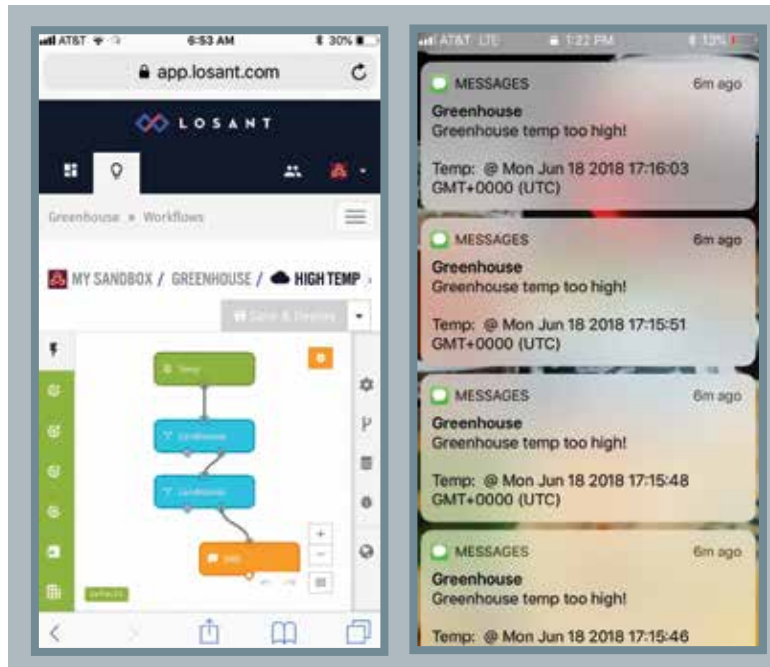 AT&T
6:53 AM
30%
app.losant.com
LOSANT
Greenhouse » Workflows
MY SANDBOX / GREENHOUSE / HIGH TEMP
Temp
AT&T LTE
1:22 PM
13%
MESSAGES
6m ago
Greenhouse
Greenhouse temp too high!
Temp: @ Mon Jun 18 2018 17:16:03
GMT+0000 (UTC)
MESSAGES
6m ago
Greenhouse
Greenhouse temp too high!
Temp: @ Mon Jun 18 2018 17:15:51
GMT+0000 (UTC)
MESSAGES
6m ago
Greenhouse
Greenhouse temp too high!
Temp: @ Mon Jun 18 2018 17:15:48
GMT+0000 (UTC)
MESSAGES
6m ago
Greenhouse
Greenhouse temp too high!
Temp: @ Mon Jun 18 2018 17:15:46